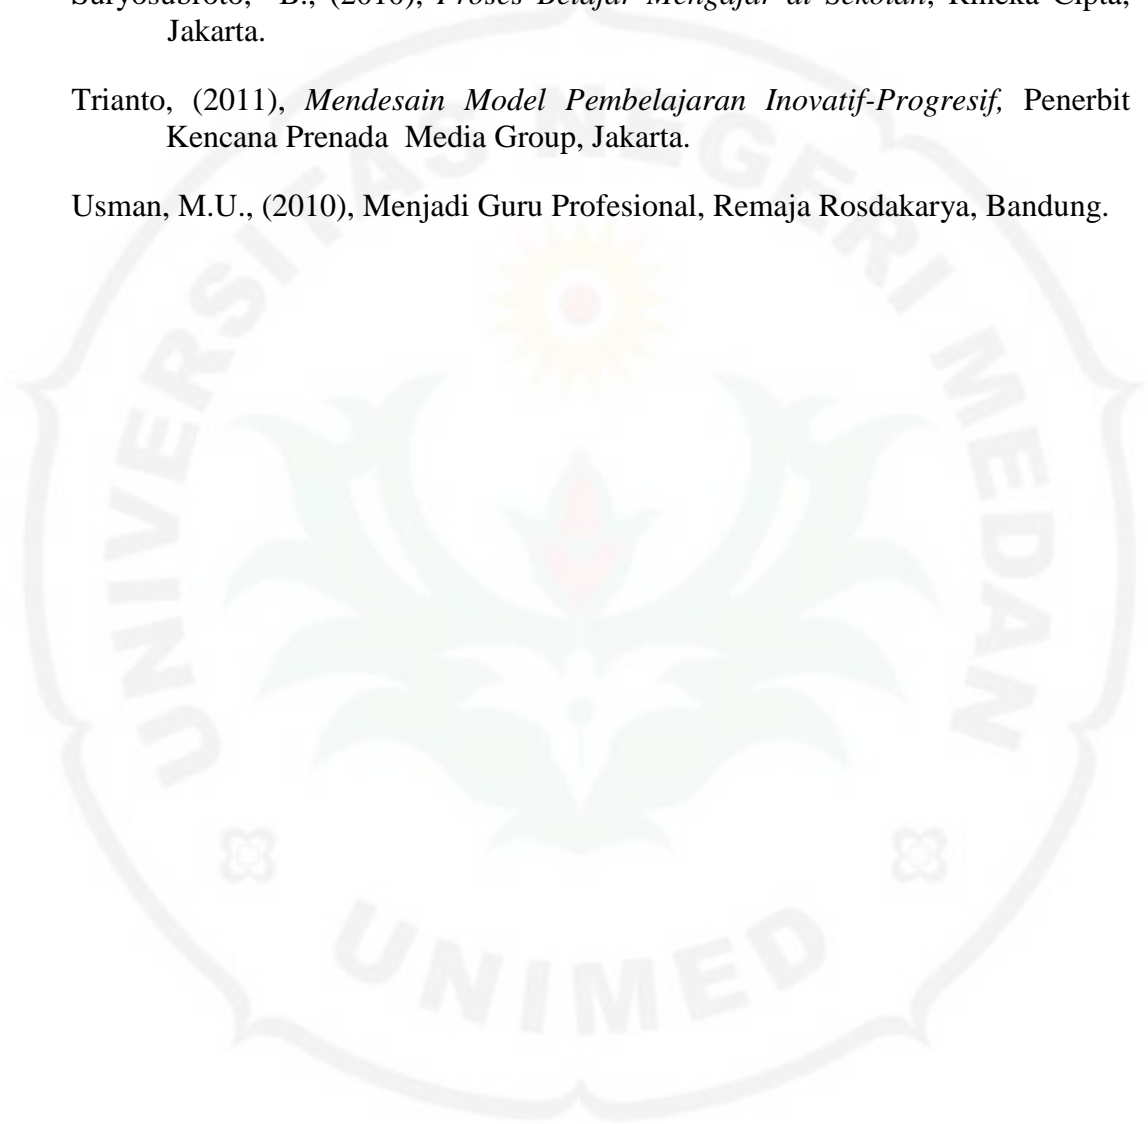 Suryosubroto, B., (2010), Proses Belajar Mengajar di Sekolah, Rineka Cipta,
Jakarta.
Trianto, (2011), Mendesain Model Pembelajaran Inovatif-Progresif, Penerbit
Kencana Prenada Media Group, Jakarta.
Usman, M.U., (2010), Menjadi Guru Profesional, Remaja Rosdakarya, Bandung.
UNIVERSITAS NEGERI MEDAN
UNIMED